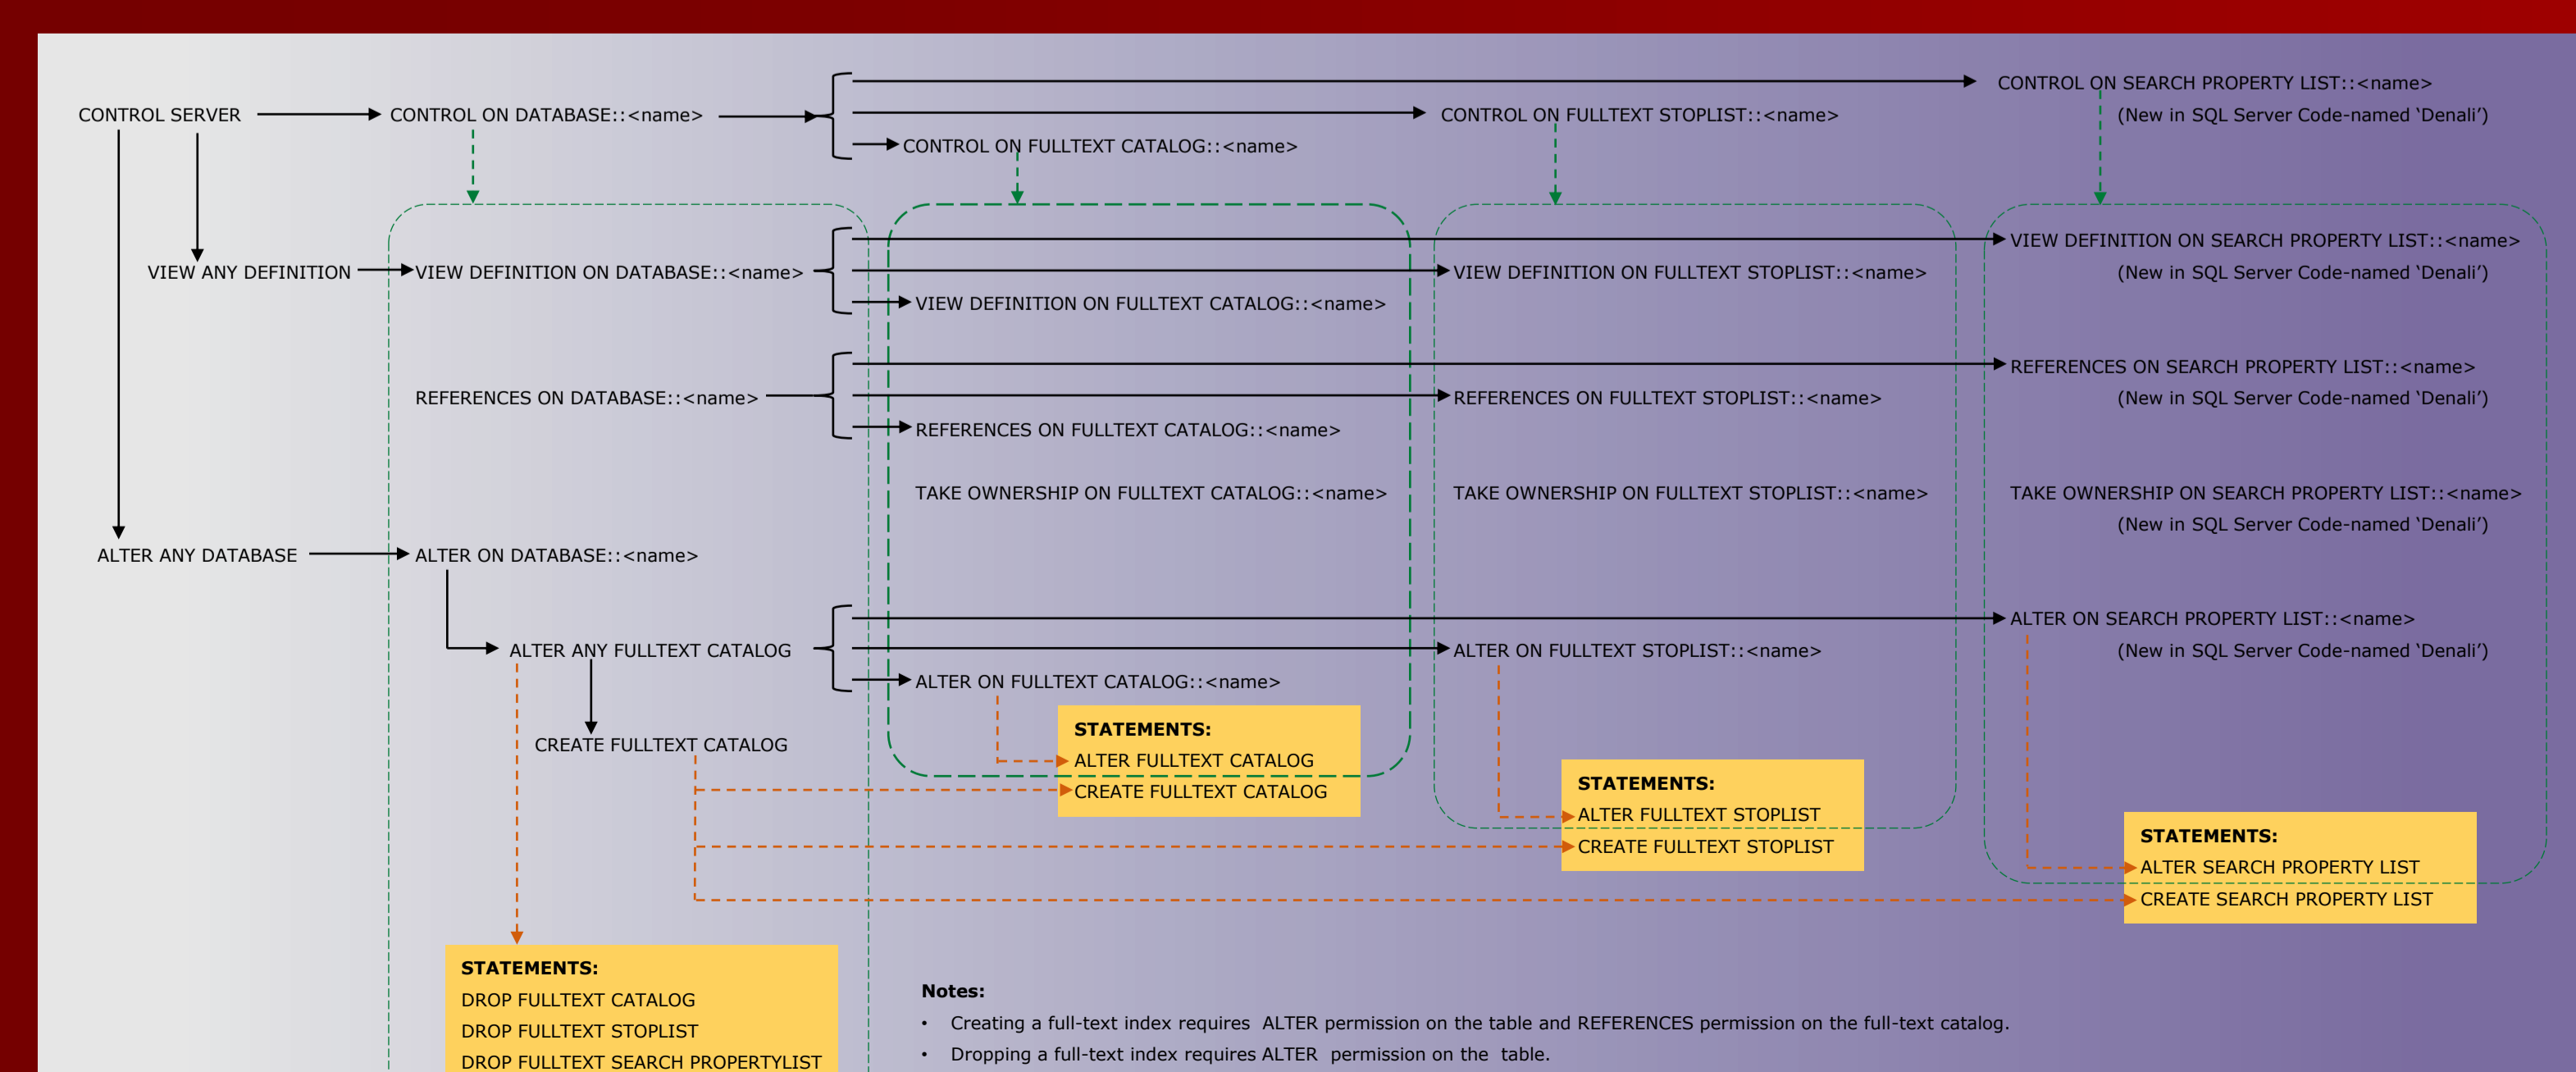 CONTROL SERVER
CONTROL ON DATABASE::<name>
CONTROL ON SEARCH PROPERTY LIST::<name>
(New in SQL Server Code-named ‘Denali’)
CONTROL ON FULLTEXT STOPLIST::<name>
CONTROL ON FULLTEXT CATALOG::<name>
VIEW ANY DEFINITION
VIEW DEFINITION ON DATABASE::<name>
VIEW DEFINITION ON SEARCH PROPERTY LIST::<name>
(New in SQL Server Code-named ‘Denali’)
VIEW DEFINITION ON FULLTEXT STOPLIST::<name>
VIEW DEFINITION ON FULLTEXT CATALOG::<name>
REFERENCES ON DATABASE::<name>
REFERENCES ON SEARCH PROPERTY LIST::<name>
(New in SQL Server Code-named ‘Denali’)
REFERENCES ON FULLTEXT STOPLIST::<name>
REFERENCES ON FULLTEXT CATALOG::<name>
TAKE OWNERSHIP ON FULLTEXT CATALOG::<name>
TAKE OWNERSHIP ON FULLTEXT STOPLIST::<name>
TAKE OWNERSHIP ON SEARCH PROPERTY LIST::<name>
(New in SQL Server Code-named ‘Denali’)
ALTER ANY DATABASE
ALTER ON DATABASE::<name>
ALTER ANY FULLTEXT CATALOG
ALTER ON SEARCH PROPERTY LIST::<name>
(New in SQL Server Code-named ‘Denali’)
ALTER ON FULLTEXT STOPLIST::<name>
ALTER ON FULLTEXT CATALOG::<name>
CREATE FULLTEXT CATALOG
STATEMENTS:
ALTER FULLTEXT CATALOG
CREATE FULLTEXT CATALOG
STATEMENTS:
ALTER FULLTEXT STOPLIST
CREATE FULLTEXT STOPLIST
STATEMENTS:
ALTER SEARCH PROPERTY LIST
CREATE SEARCH PROPERTY LIST
STATEMENTS:
DROP FULLTEXT CATALOG
DROP FULLTEXT STOPLIST
DROP FULLTEXT SEARCH PROPERTYLIST
Notes:
• Creating a full-text index requires ALTER permission on the table and REFERENCES permission on the full-text catalog.
• Dropping a full-text index requires ALTER permission on the table.